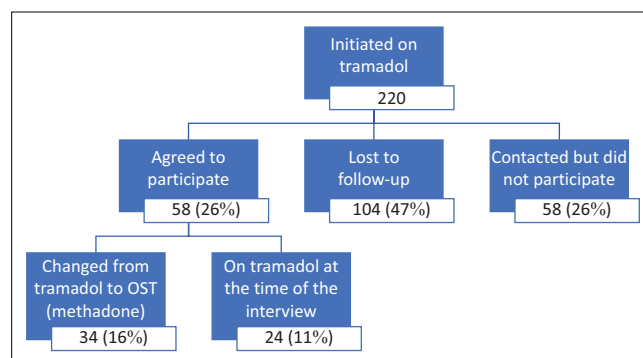 Initiated on
tramadol
220
Agreed to
participate
58 (26%)
Lost to
follow-up
104 (47%)
Contacted but did
not participate
58 (26%)
Changed from
tramadol to OST
(methadone)
34 (16%)
On tramadol at
the time of the
interview
24 (11%)